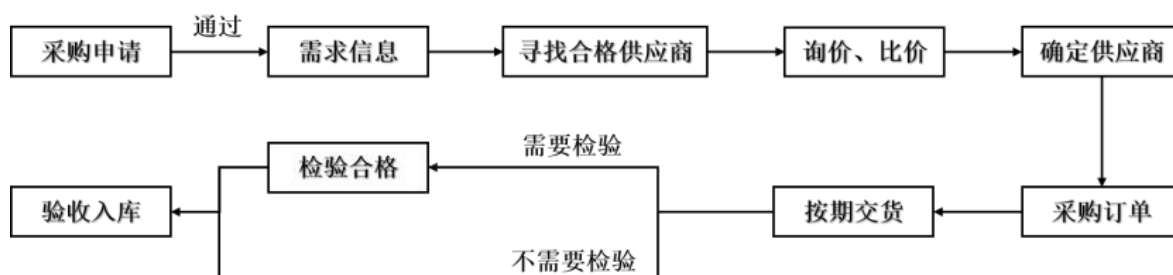 通过
采购申请
需求信息
寻找合格供应商
询价、比价
确定供应商
需要检验
检验合格
验收入库
按期交货
采购订单
不需要检验